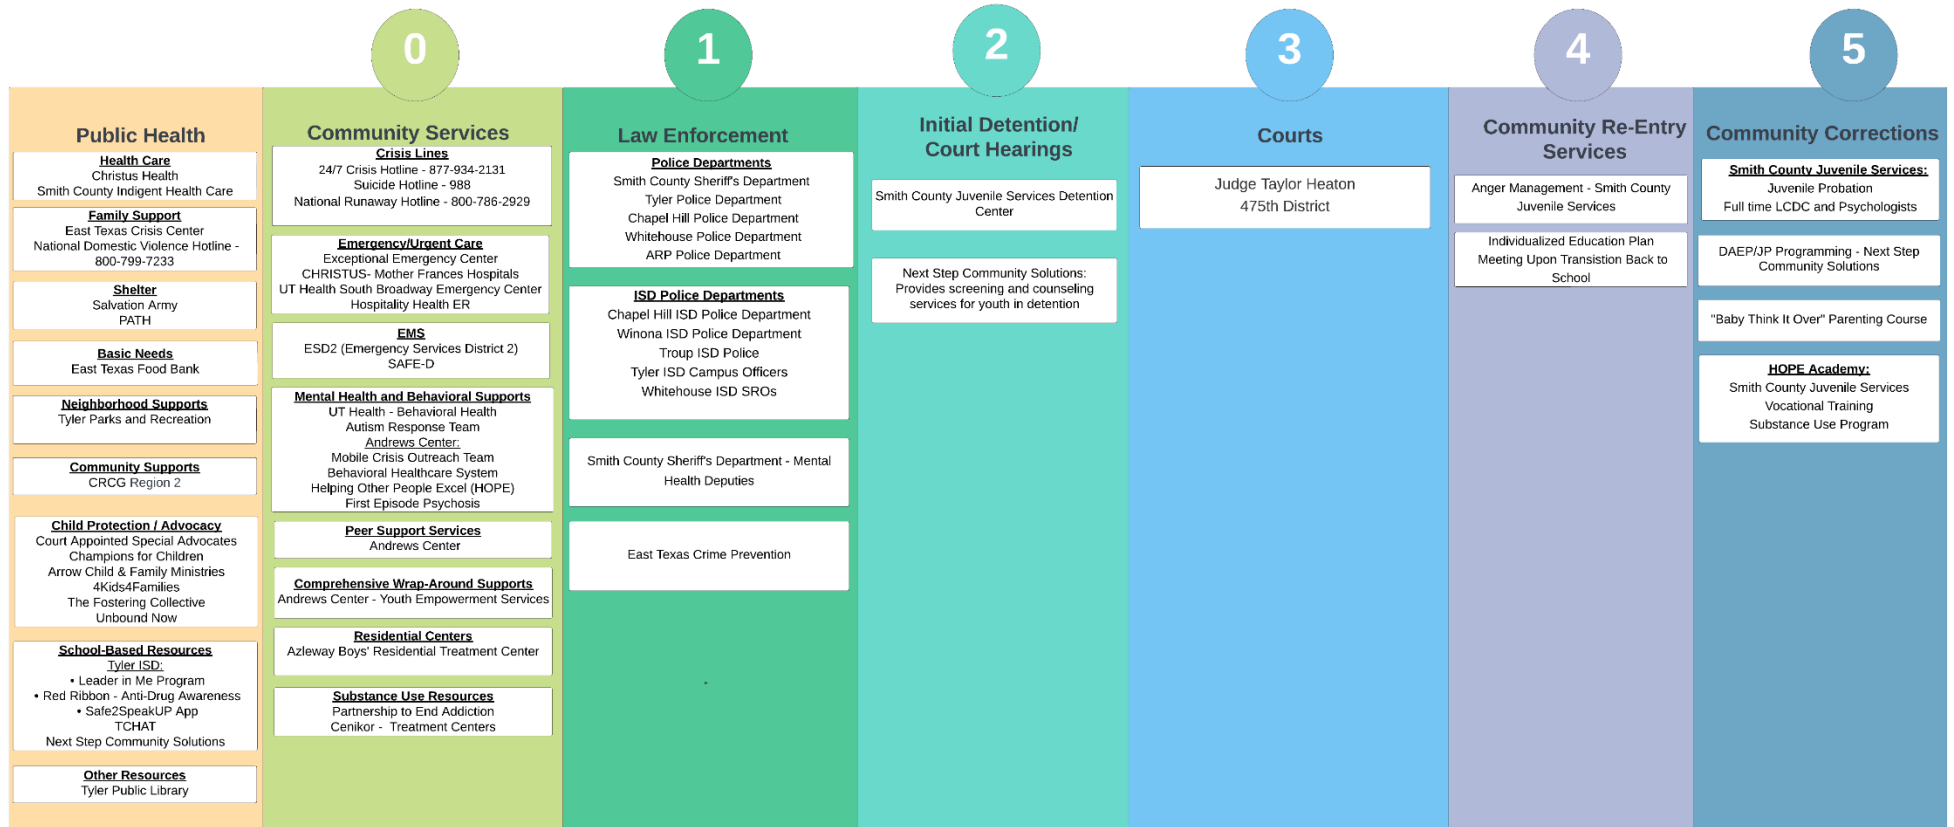 0
1
2
3
4
5
Public Health
Health Care
Christus Health
Smith County Indigent Health Care
Family Support
East Texas Crisis Center
National Domestic Violence Hotline -
800-799-7233
Shelter
Salvation Army
PATH
Basic Needs
East Texas Food Bank
Neighborhood Supports
Tyler Parks and Recreation
Community Supports
CRCG Region 2
Child Protection / Advocacy
Court Appointed Special Advocates
Champions for Children
Arrow Child & Family Ministries
4Kids4Families
The Fostering Collective
Unbound Now
School-Based Resources
Tyler ISD:
• Leader in Me Program
• Red Ribbon - Anti-Drug Awareness
• Safe2SpeakUP App
TCHAT
Next Step Community Solutions
Other Resources
Tyler Public Library
Community Services
Crisis Lines
24/7 Crisis Hotline - 877-934-2131
Suicide Hotline - 988
National Runaway Hotline - 800-786-2929
Emergency/Urgent Care
Exceptional Emergency Center
CHRISTUS- Mother Frances Hospitals
UT Health South Broadway Emergency Center
Hospitality Health ER
EMS
ESD2 (Emergency Services District 2)
SAFE-D
Mental Health and Behavioral Supports
UT Health - Behavioral Health
Autism Response Team
Andrews Center:
Mobile Crisis Outreach Team
Behavioral Healthcare System
Helping Other People Excel (HOPE)
First Episode Psychosis
Peer Support Services
Andrews Center
Comprehensive Wrap-Around Supports
Andrews Center - Youth Empowerment Services
Residential Centers
Azleway Boys' Residential Treatment Center
Substance Use Resources
Partnership to End Addiction
Cenikor - Treatment Centers
Law Enforcement
Police Departments
Smith County Sheriff's Department
Tyler Police Department
Chapel Hill Police Department
Whitehouse Police Department
ARP Police Department
ISD Police Departments
Chapel Hill ISD Police Department
Winona ISD Police Department
Troup ISD Police
Tyler ISD Campus Officers
Whitehouse ISD SROs
Smith County Sheriff's Department - Mental
Health Deputies
East Texas Crime Prevention
Initial Detention/
Court Hearings
Smith County Juvenile Services Detention
Center
Next Step Community Solutions:
Provides screening and counseling
services for youth in detention
Courts
Judge Taylor Heaton
475th District
Community Re-Entry
Services
Anger Management - Smith County
Juvenile Services
Individualized Education Plan
Meeting Upon Transistion Back to
School
Community Corrections
Smith County Juvenile Services:
Juvenile Probation
Full time LCDC and Psychologists
DAEP/JP Programming - Next Step
Community Solutions
"Baby Think It Over" Parenting Course
HOPE Academy:
Smith County Juvenile Services
Vocational Training
Substance Use Program